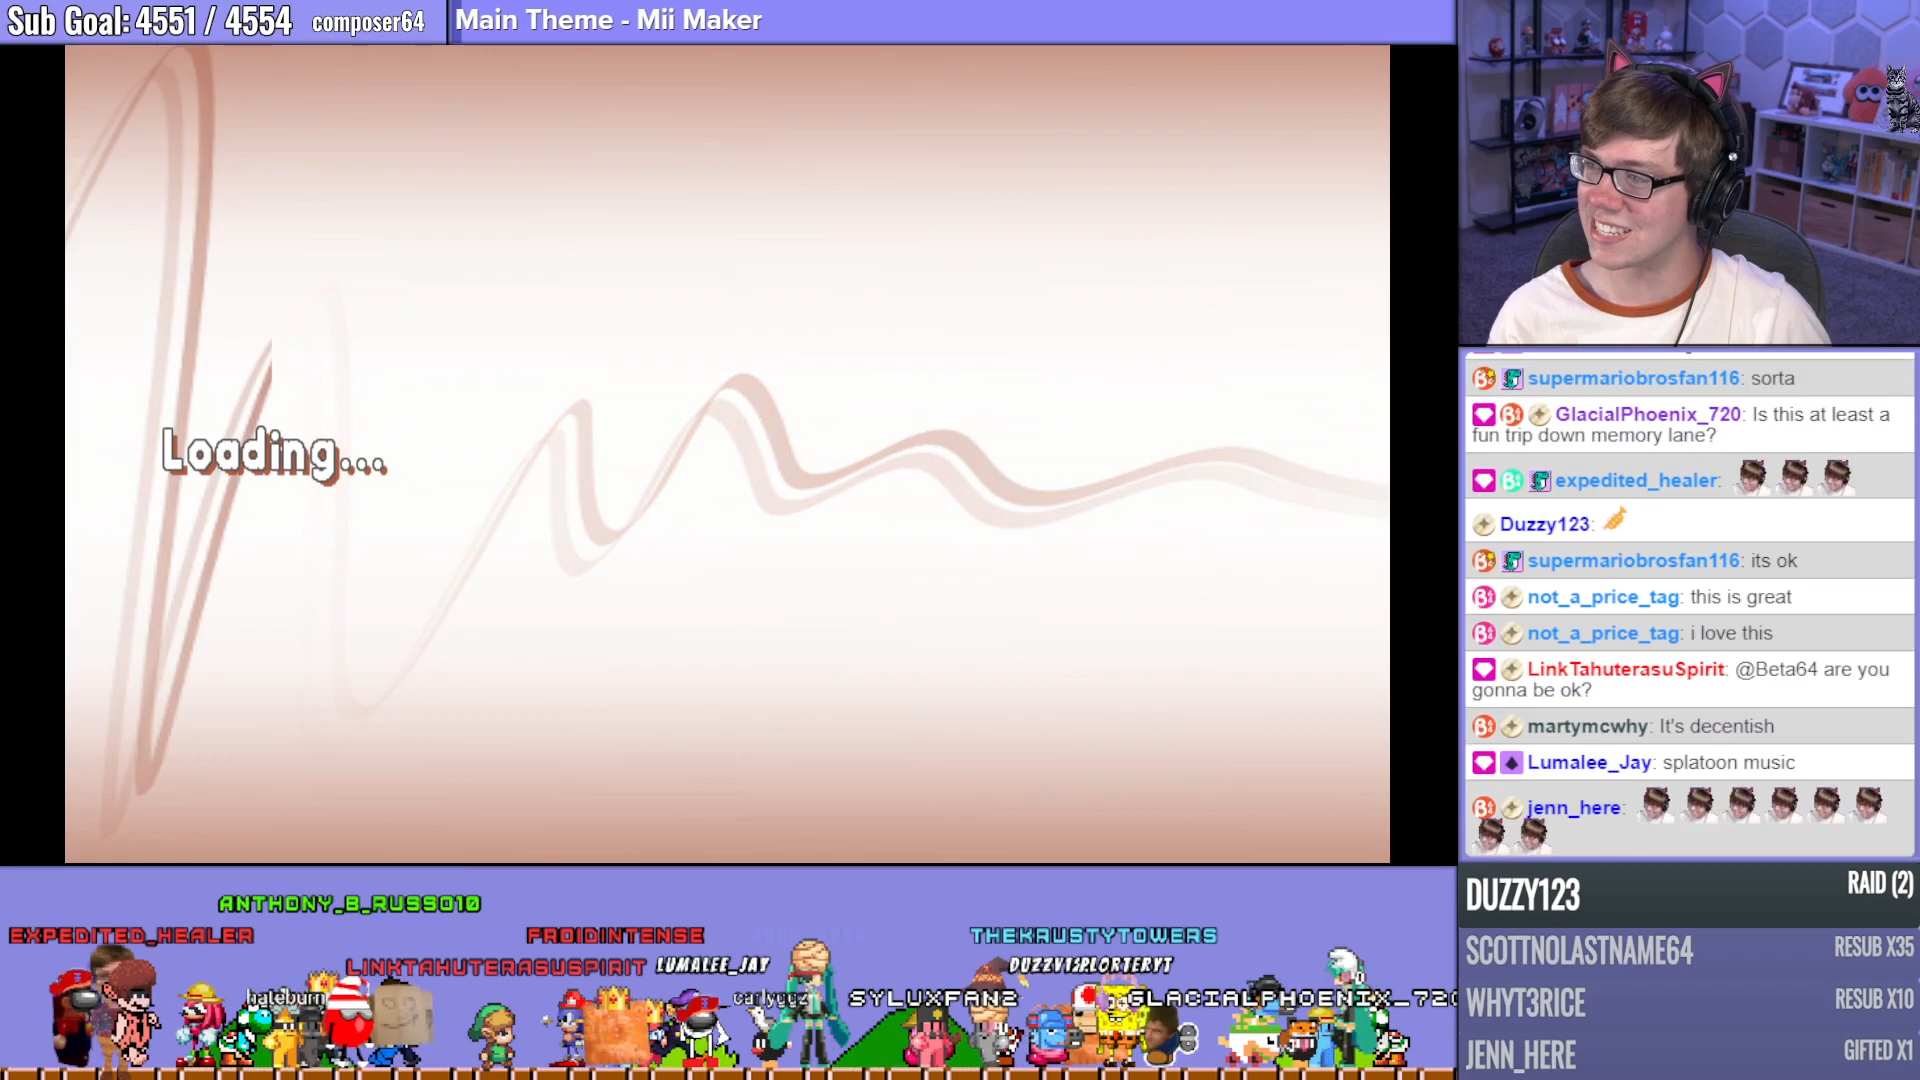 Sub Goal: 4551 / 4554 composer64
Main Theme - Mii Maker
Loading...
supermariobrosfan116: sorta
GlacialPhoenix_720: Is this at least a
fun trip down memory lane?
expedited_healer:
Duzzy123:
supermariobrosfan116: its ok
not_a_price_tag: this is great
not_a_price_tag: i love this
LinkTahuterasuSpirit: @Beta64 are you
gonna be ok?
martymcwhy: It's decentish
Lumalee_Jay: splatoon music
jenn_here:
DUZZY123 RAID (2)
SCOTTNOLASTNAME64 RESUB X35
WHYT3RICE RESUB X10
JENN_HERE GIFTED X1
ANTHONY_B_RUSSO10
EXPEDITED_HEALER
FROIDINTENSE
THEKRUSTYTOWERS
LINKTAHUTERASUSPIRIT
LUMALEE_JAY
hateburn
carlyggz
SYLUXFAN2
GLACIALPHOENIX_720